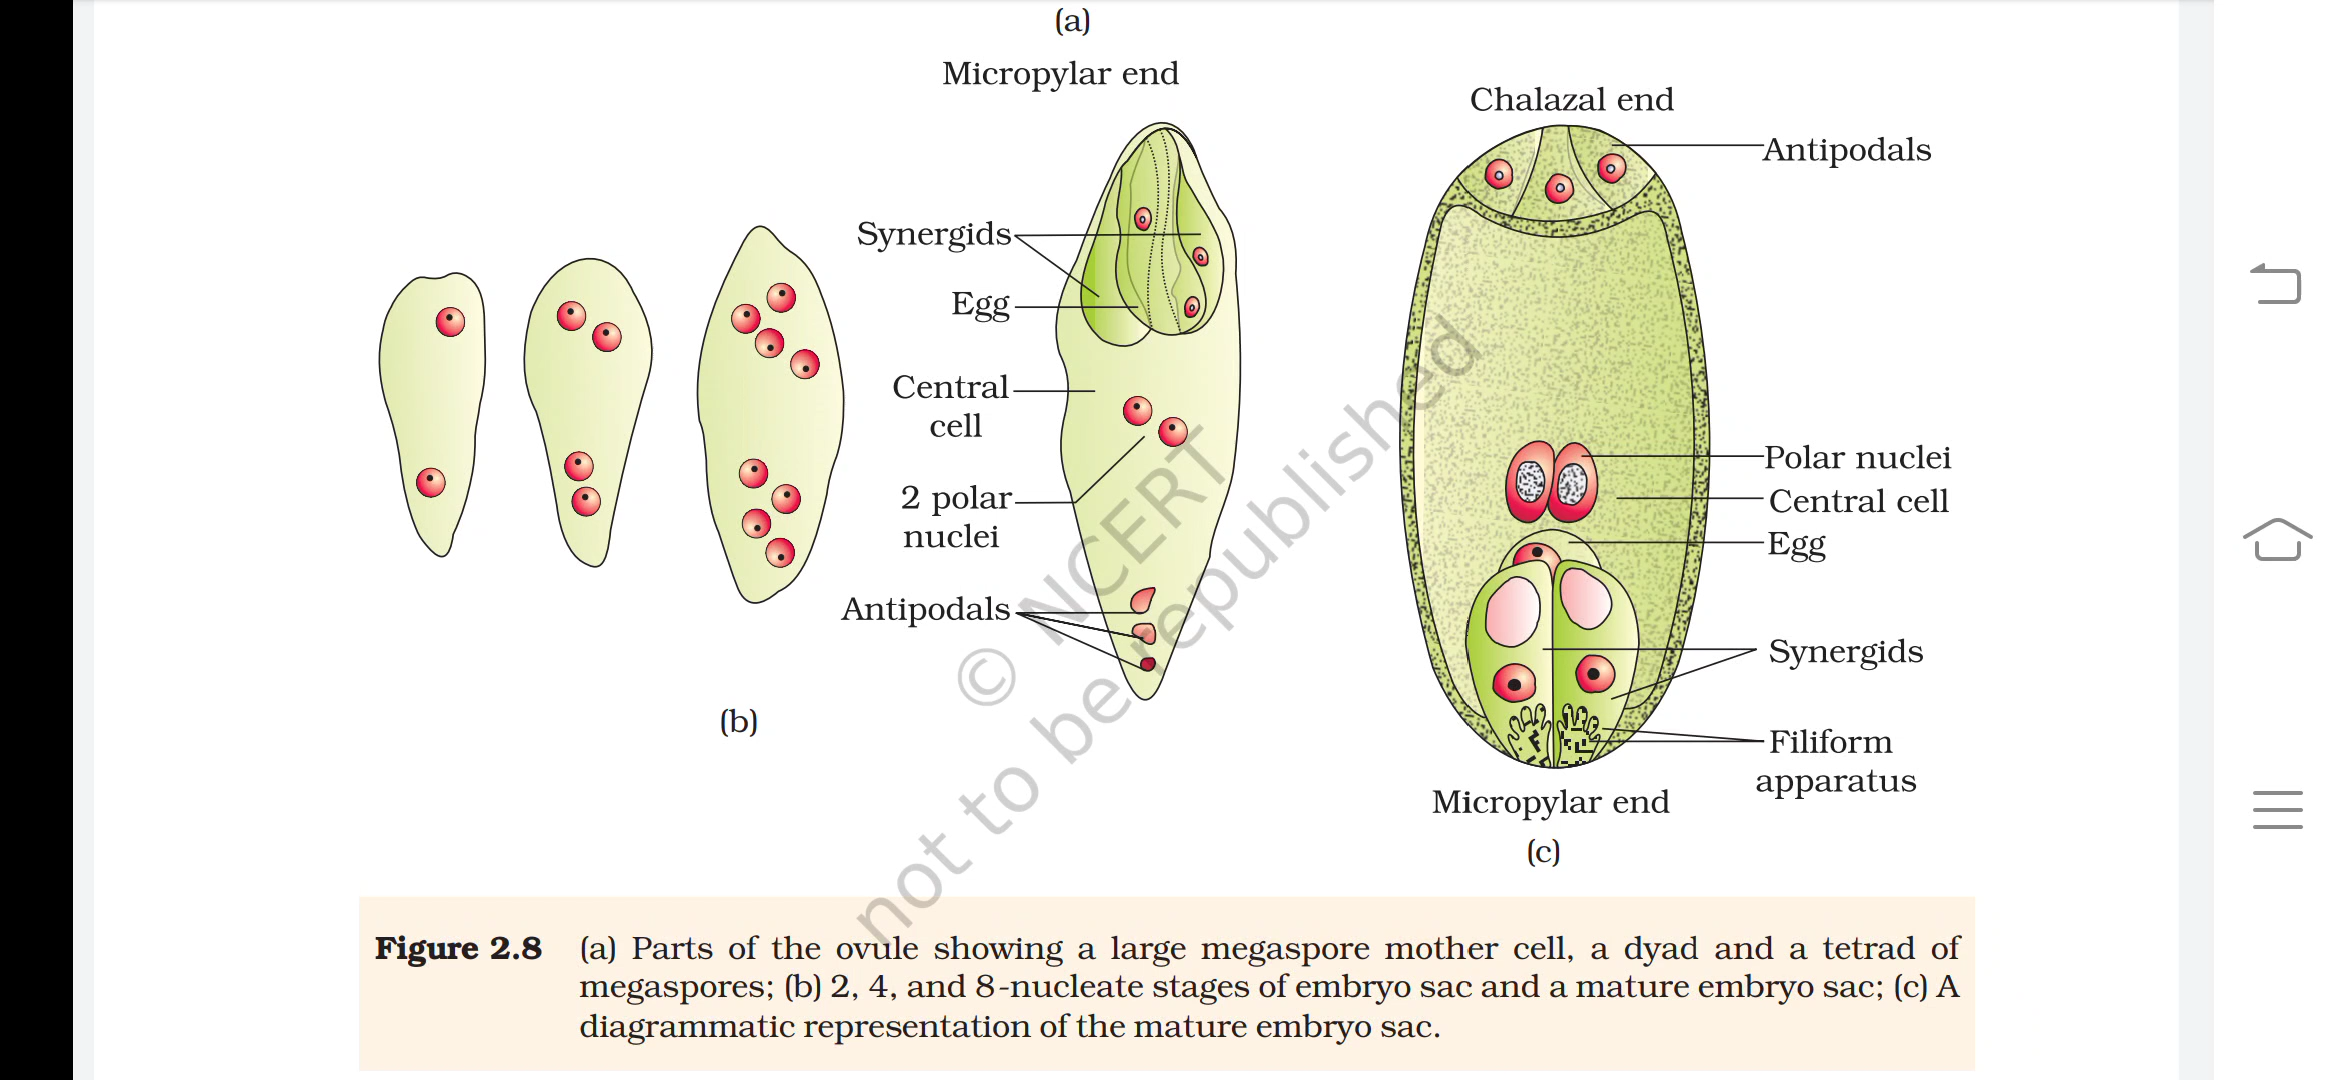 (a)
Micropylar end
Synergids
Egg
Central
cell
2 polar
nuclei
Antipodals
(b)
Chalazal end
Antipodals
Polar nuclei
Central cell
Egg
Synergids
Filiform
apparatus
Micropylar end
(c)
© NCERT
not to be republished
Figure 2.8 (a) Parts of the ovule showing a large megaspore mother cell, a dyad and a tetrad of
megaspores; (b) 2, 4, and 8-nucleate stages of embryo sac and a mature embryo sac; (c) A
diagrammatic representation of the mature embryo sac.